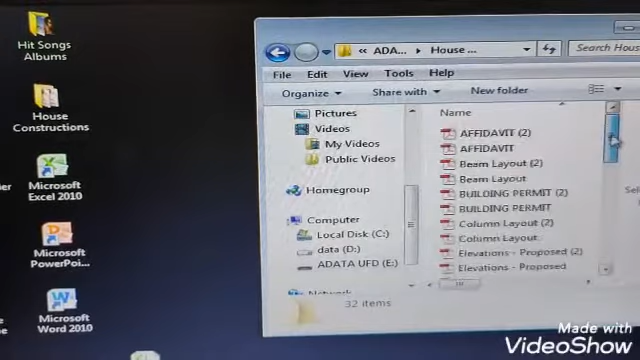 Hit Songs
Albums
House
Constructions
Microsoft
Excel 2010
Microsoft
PowerPoi...
Microsoft
Word 2010
« ADA... House ...
Search House
File Edit View Tools Help
Organize Share with New folder
Pictures
Videos
My Videos
Public Videos
Homegroup
Computer
Local Disk (C:)
data (D:)
ADATA UFD (E:)
Network
Name
AFFIDAVIT (2)
AFFIDAVIT
Beam Layout (2)
Beam Layout
BUILDING PERMIT (2)
BUILDING PERMIT
Column Layout (2)
Column Layout
Elevations - Proposed (2)
Elevations - Proposed
32 items
Made with
VideoShow